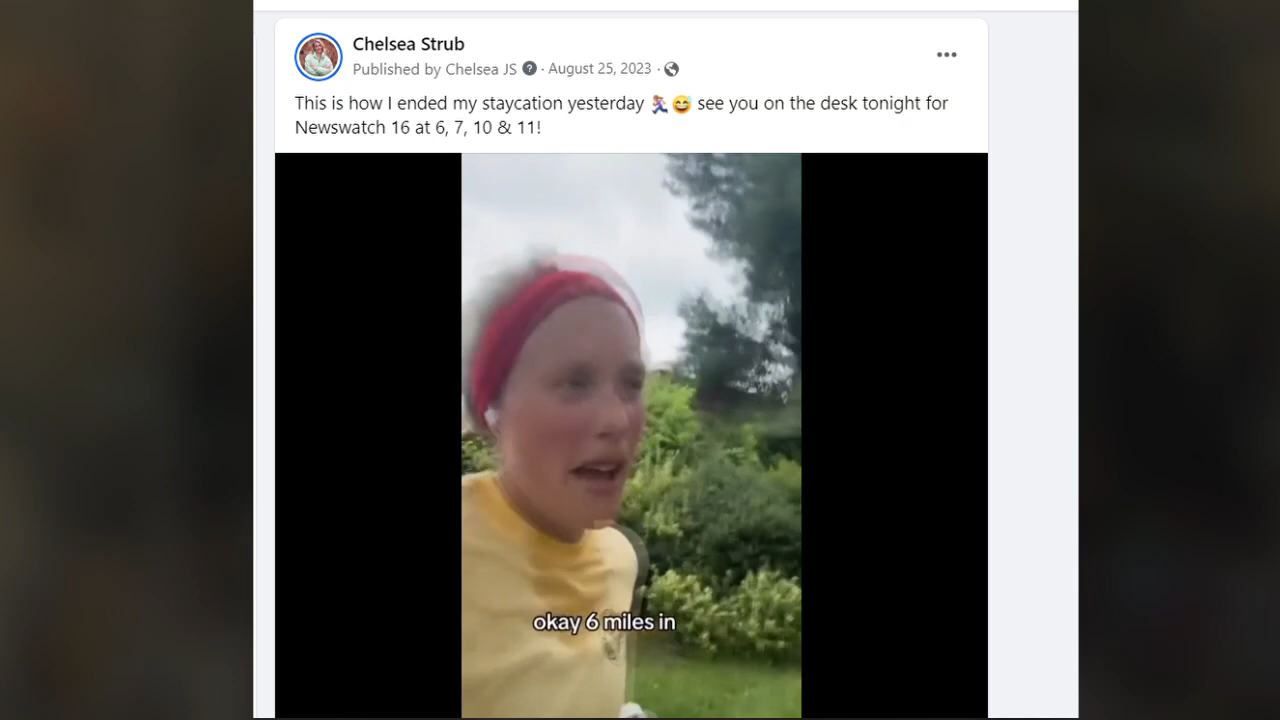 Chelsea Strub
Published by Chelsea JS · August 25, 2023 ·
This is how I ended my staycation yesterday 🏃🏼‍♀️😅 see you on the desk tonight for
Newswatch 16 at 6, 7, 10 & 11!
okay 6 miles in